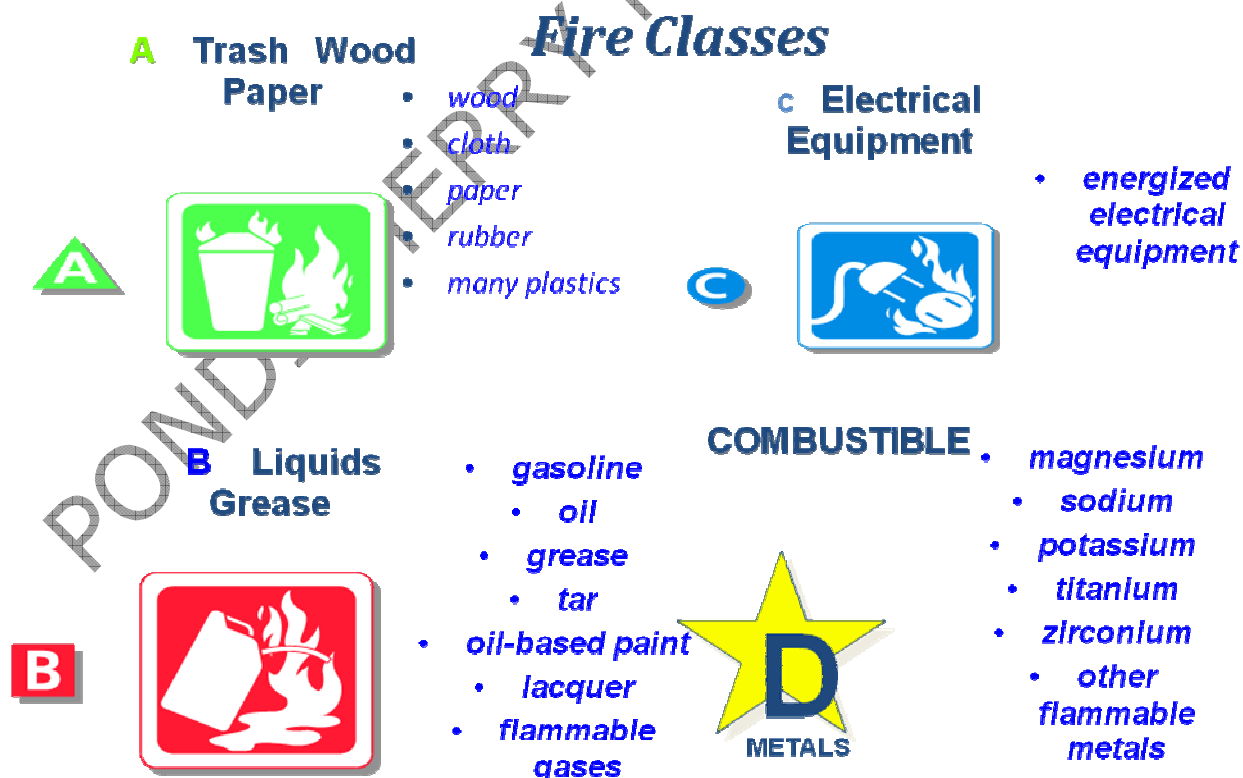 Fire Classes
A Trash Wood
Paper
• wood
• cloth
• paper
• rubber
• many plastics
A
c Electrical
Equipment
• energized
electrical
equipment
C
B Liquids
Grease
• gasoline
• oil
• grease
• tar
• oil-based paint
• lacquer
• flammable
gases
B
COMBUSTIBLE
D
METALS
• magnesium
• sodium
• potassium
• titanium
• zirconium
• other
flammable
metals